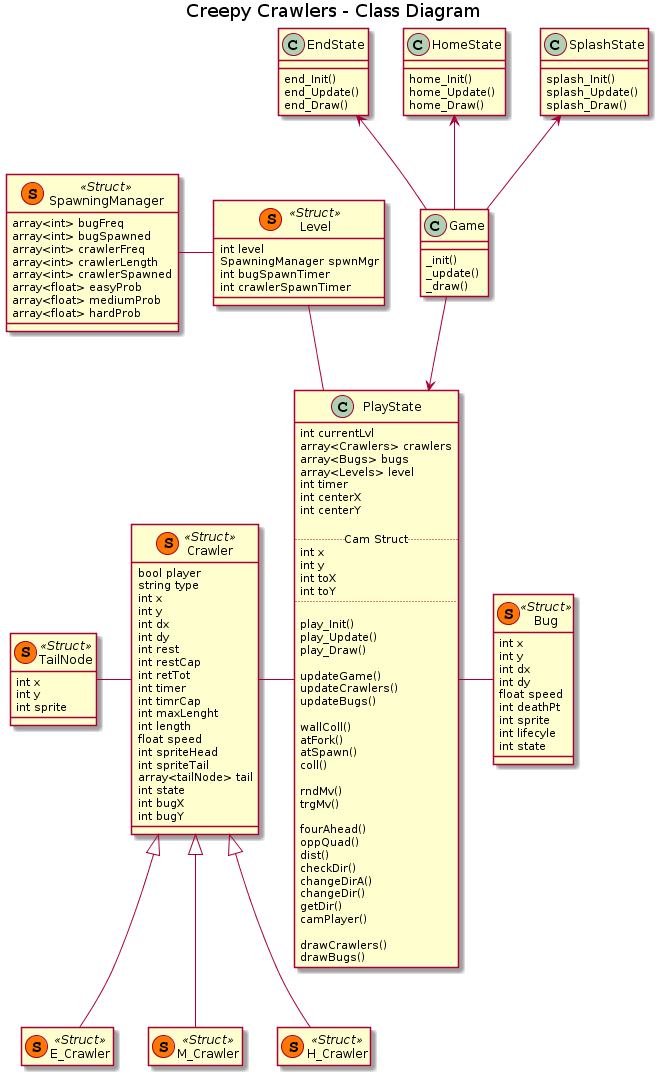 Creepy Crawlers - Class Diagram
C EndState
end_Init()
end_Update()
end_Draw()
C HomeState
home_Init()
home_Update()
home_Draw()
C SplashState
splash_Init()
splash_Update()
splash_Draw()
S «Struct»
SpawningManager
array<int> bugFreq
array<int> bugSpawned
array<int> crawlerFreq
array<int> crawlerLength
array<int> crawlerSpawned
array<float> easyProb
array<float> mediumProb
array<float> hardProb
S «Struct»
Level
int level
SpawningManager spwnMgr
int bugSpawnTimer
int crawlerSpawnTimer
C Game
_init()
_update()
_draw()
C PlayState
int currentLvl
array<Crawlers> crawlers
array<Bugs> bugs
array<Levels> level
int timer
int centerX
int centerY
Cam Struct
int x
int y
int toX
int toY
play_Init()
play_Update()
play_Draw()
updateGame()
updateCrawlers()
updateBugs()
wallColl()
atFork()
atSpawn()
coll()
rndMv()
trgMv()
fourAhead()
oppQuad()
dist()
checkDir()
changeDirA()
changeDir()
getDir()
camPlayer()
drawCrawlers()
drawBugs()
S «Struct»
Crawler
bool player
string type
int x
int y
int dx
int dy
int rest
int restCap
int retTot
int timer
int timrCap
int maxLenght
int length
float speed
int spriteHead
int spriteTail
array<tailNode> tail
int state
int bugX
int bugY
S «Struct»
TailNode
int x
int y
int sprite
S «Struct»
Bug
int x
int y
int dx
int dy
float speed
int deathPt
int sprite
int lifecyle
int state
S «Struct»
E_Crawler
S «Struct»
M_Crawler
S «Struct»
H_Crawler